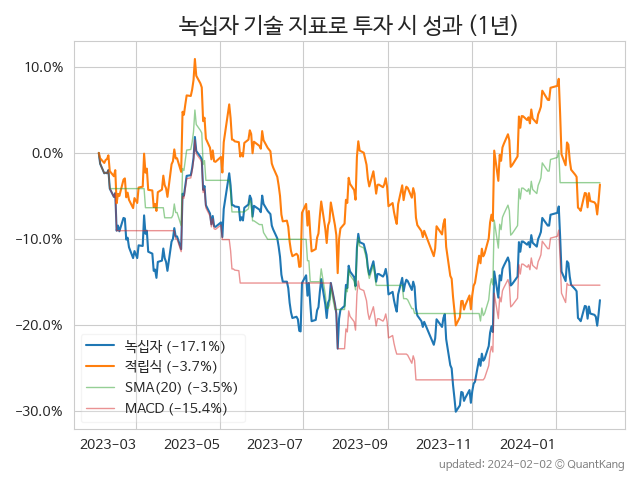 녹십자 기술 지표로 투자 시 성과 (1년)
10.0%
0.0%
−10.0%
−20.0%
−30.0%
녹십자 (−17.1%)
적립식 (−3.7%)
SMA(20) (−3.5%)
MACD (−15.4%)
2023−03 2023−05 2023−07 2023−09 2023−11 2024−01
updated: 2024−02−02 © QuantKang